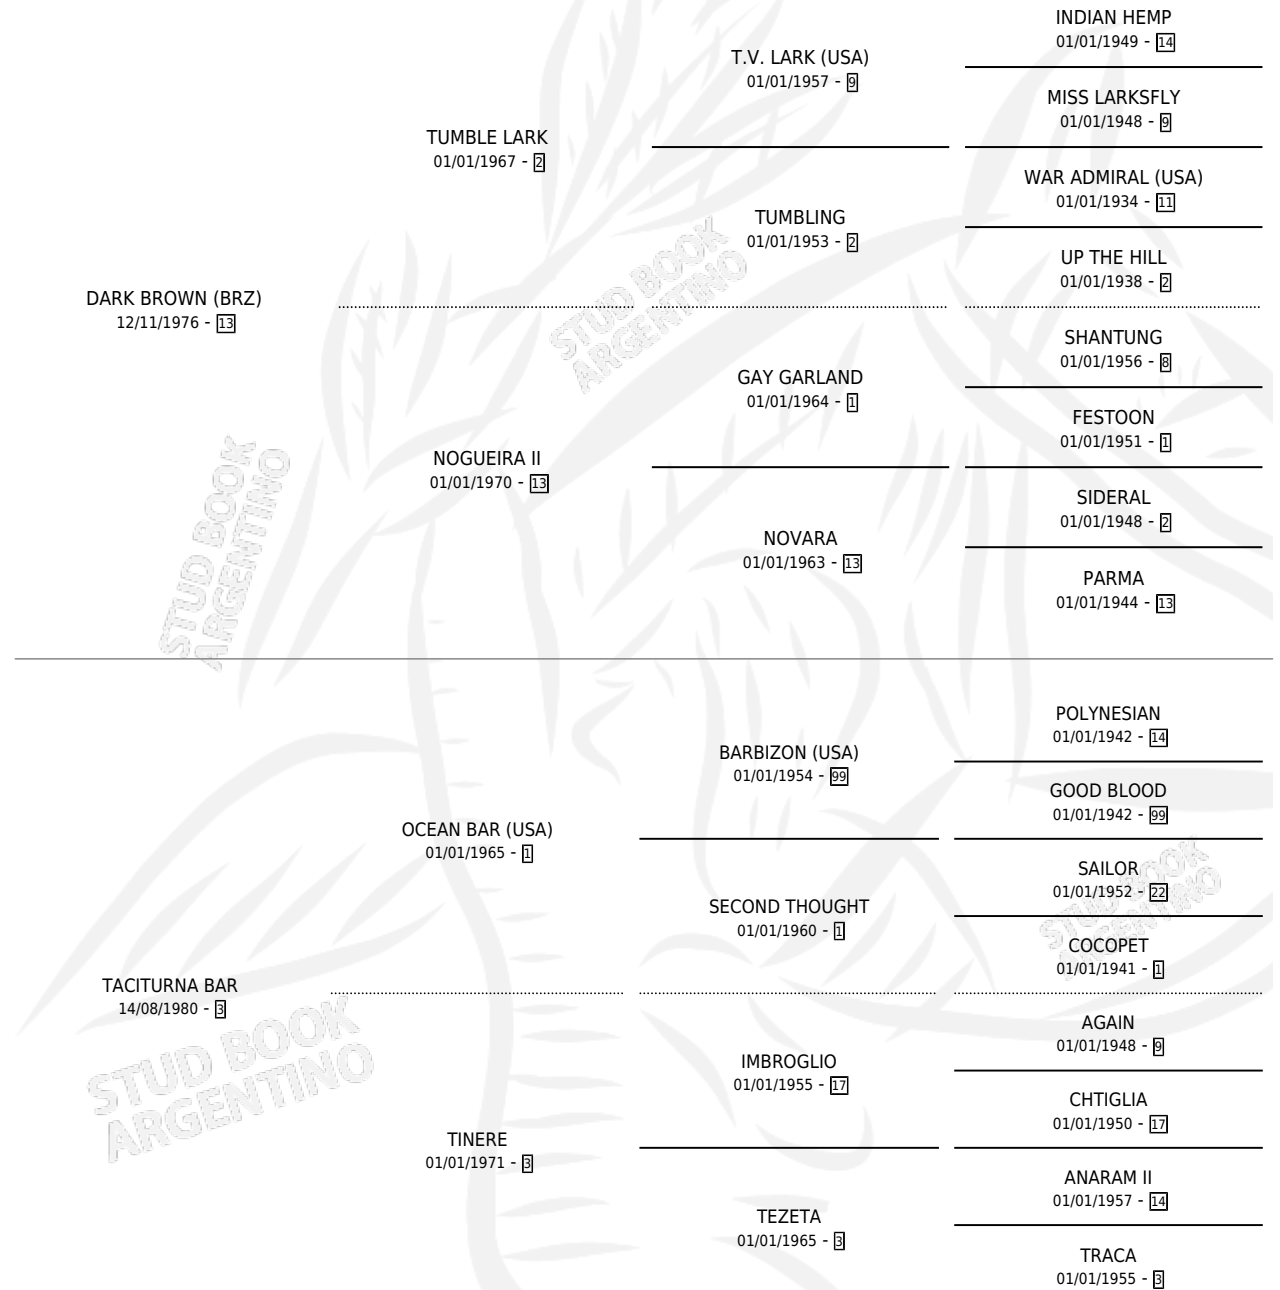 INDIAN HEMP
01/01/1949 - 14
T.V. LARK (USA)
01/01/1957 - 9
MISS LARKSFLY
01/01/1948 - 9
TUMBLE LARK
01/01/1967 - 2
WAR ADMIRAL (USA)
01/01/1934 - 11
TUMBLING
01/01/1953 - 2
UP THE HILL
01/01/1938 - 2
DARK BROWN (BRZ)
12/11/1976 - 13
SHANTUNG
01/01/1956 - 8
GAY GARLAND
01/01/1964 - 1
FESTOON
01/01/1951 - 1
NOGUEIRA II
01/01/1970 - 13
SIDERAL
01/01/1948 - 2
NOVARA
01/01/1963 - 13
PARMA
01/01/1944 - 13
POLYNESIAN
01/01/1942 - 14
BARBIZON (USA)
01/01/1954 - 99
GOOD BLOOD
01/01/1942 - 99
OCEAN BAR (USA)
01/01/1965 - 1
SAILOR
01/01/1952 - 22
SECOND THOUGHT
01/01/1960 - 1
COCOPET
01/01/1941 - 1
TACITURNA BAR
14/08/1980 - 3
AGAIN
01/01/1948 - 9
IMBROGLIO
01/01/1955 - 17
CHTIGLIA
01/01/1950 - 17
TINERE
01/01/1971 - 3
ANARAM II
01/01/1957 - 14
TEZETA
01/01/1965 - 3
TRACA
01/01/1955 - 3
STUD BOOK
ARGENTINO
STUD BOOK
ARGENTINO
STUD BOOK
ARGENTINO
STUD BOOK
ARGENTINO